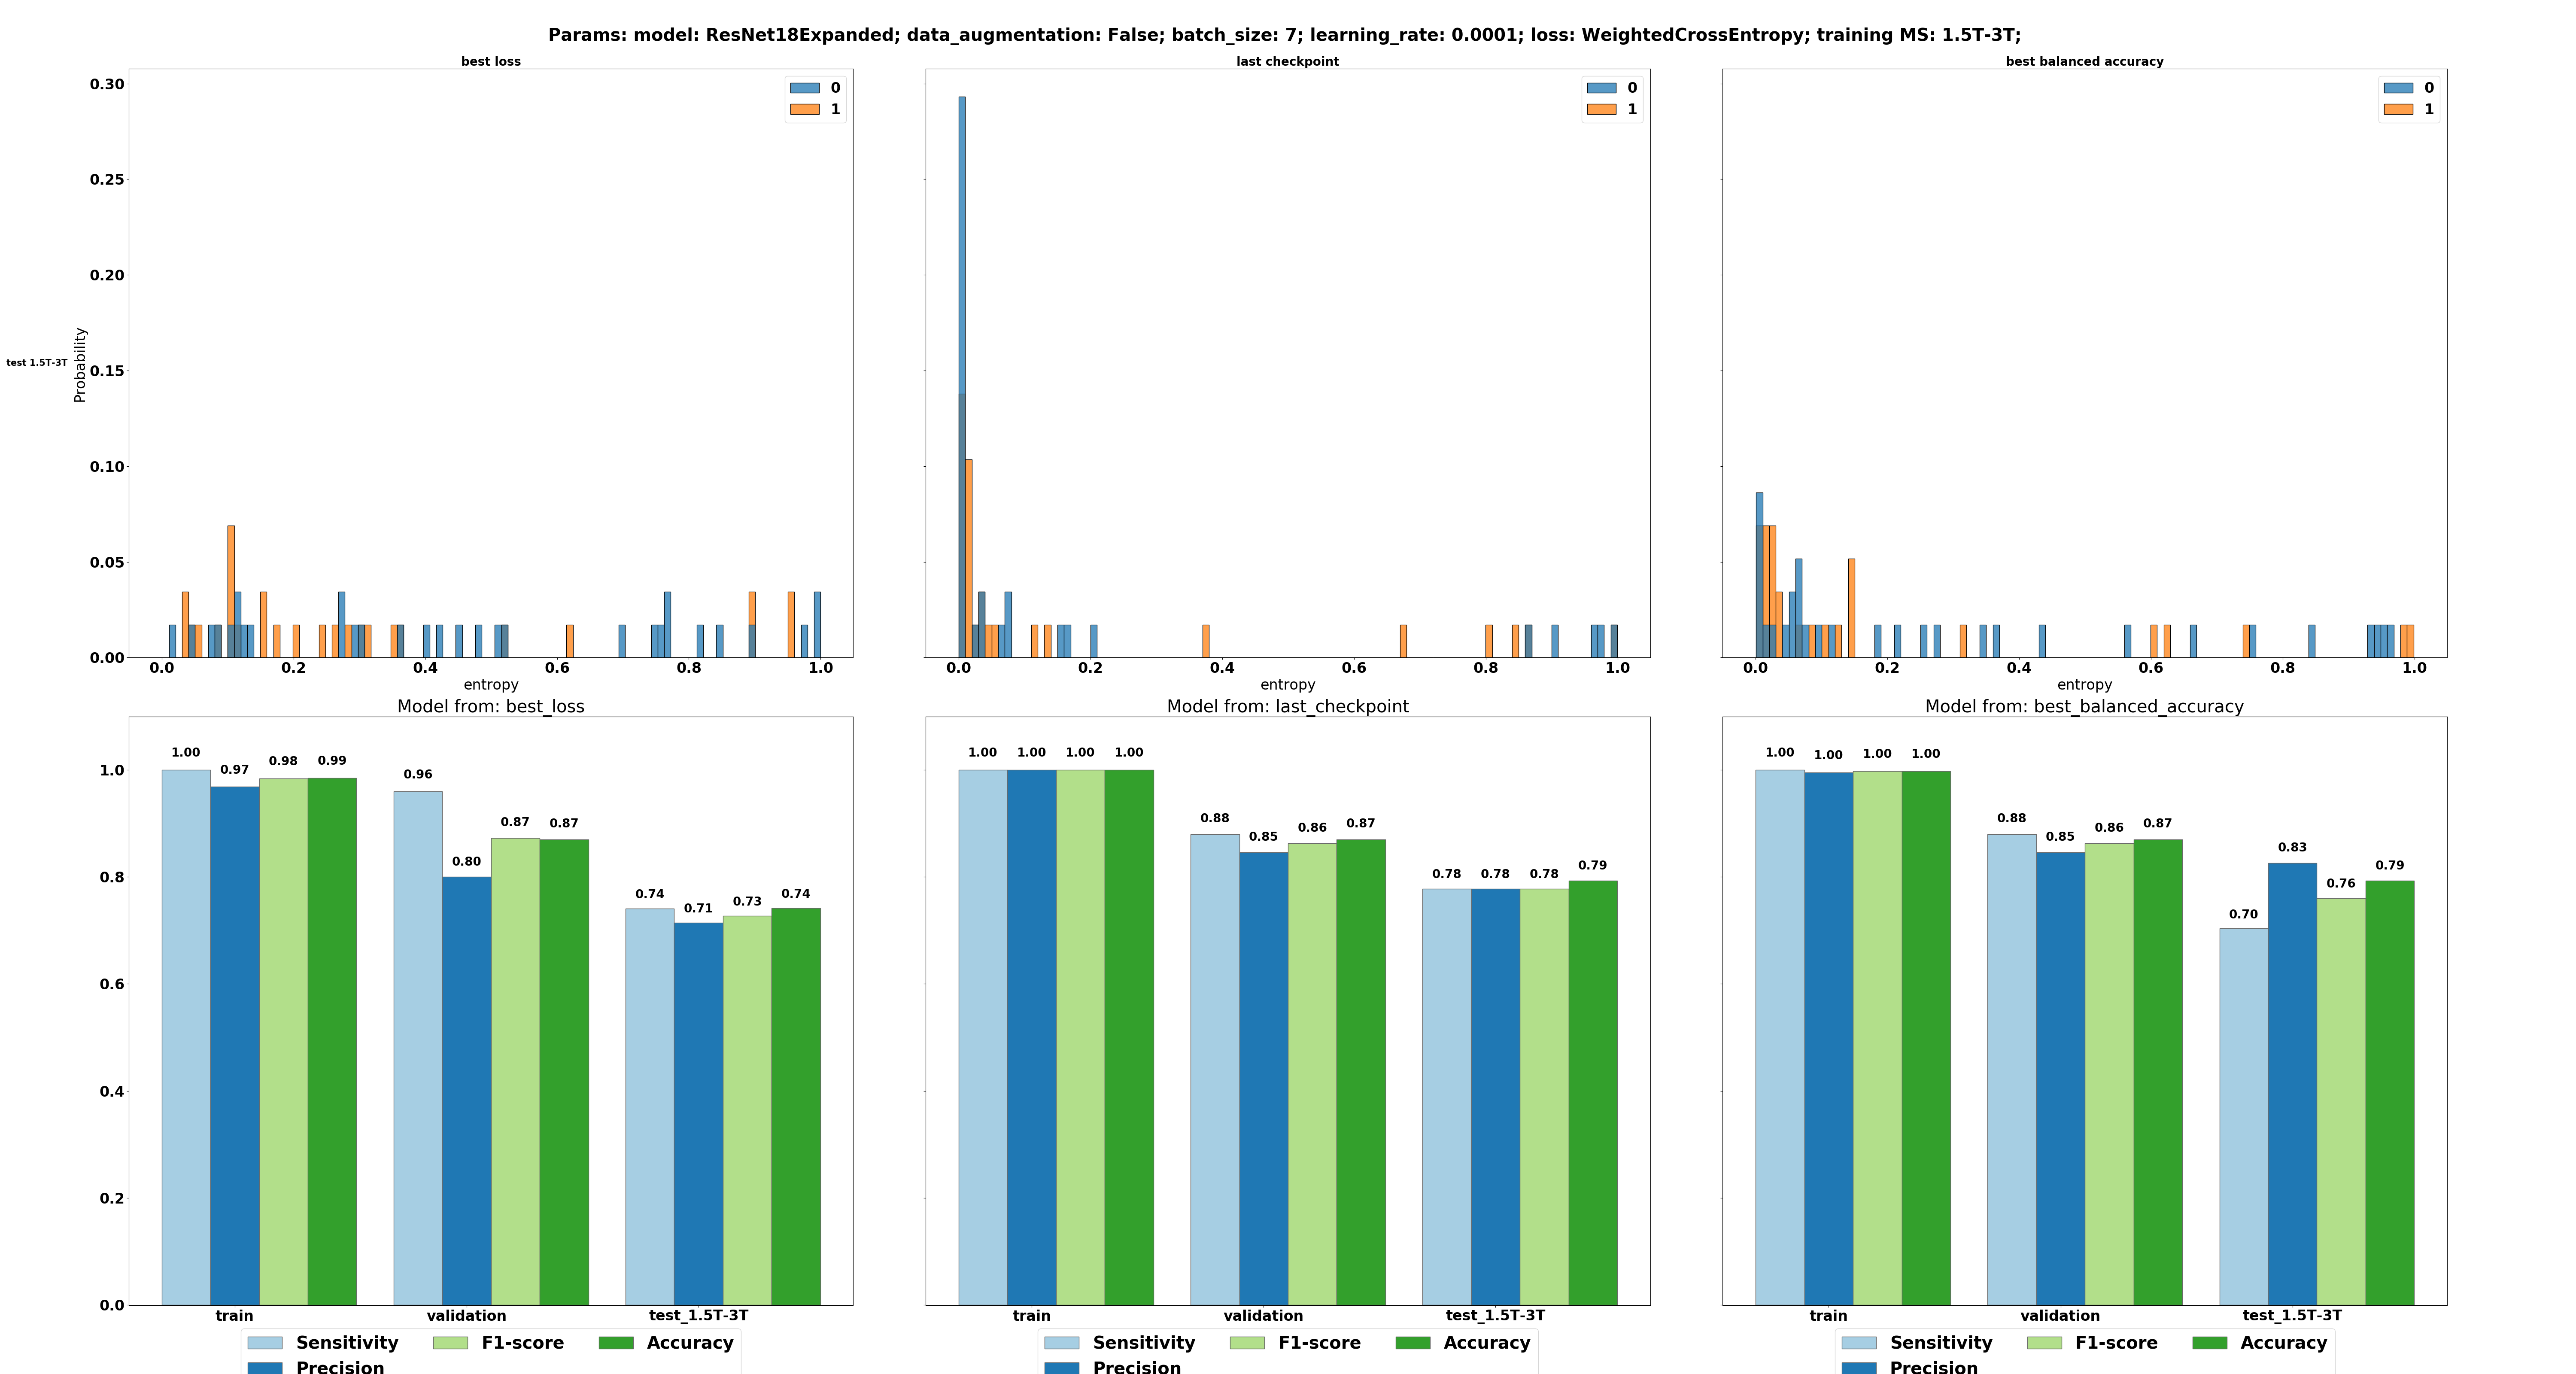 Params: model: ResNet18Expanded; data_augmentation: False; batch_size: 7; learning_rate: 0.0001; loss: WeightedCrossEntropy; training MS: 1.5T-3T;
best loss
0
1
0.30
0.25
0.20
0.15
0.10
0.05
0.00
test 1.5T-3T
Probability
0.0 0.2 0.4 0.6 0.8 1.0
entropy
last checkpoint
0
1
0.0 0.2 0.4 0.6 0.8 1.0
entropy
best balanced accuracy
0
1
0.0 0.2 0.4 0.6 0.8 1.0
entropy
Model from: best_loss
1.0
0.8
0.6
0.4
0.2
0.0
1.00 0.97 0.98 0.99
0.96 0.80 0.87 0.87
0.74 0.71 0.73 0.74
train validation test_1.5T-3T
Sensitivity F1-score Accuracy
Precision
Model from: last_checkpoint
1.00 1.00 1.00 1.00
0.88 0.85 0.86 0.87
0.78 0.78 0.78 0.79
train validation test_1.5T-3T
Sensitivity F1-score Accuracy
Precision
Model from: best_balanced_accuracy
1.00 1.00 1.00 1.00
0.88 0.85 0.86 0.87
0.70 0.83 0.76 0.79
train validation test_1.5T-3T
Sensitivity F1-score Accuracy
Precision